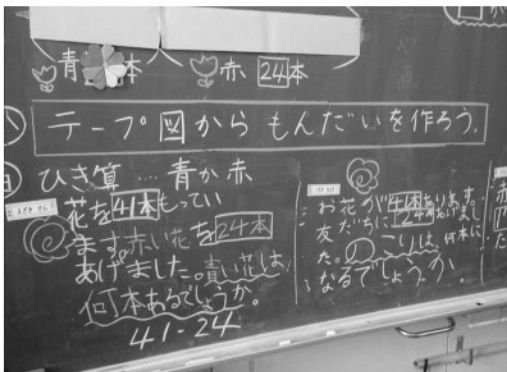 青 本 赤 24本
テープ図からもんだいを作ろう。
ひき算…青か赤
花を41本もってい
ます。赤い花を24本
あげました。青い花は
何本あるでしょうか。
41-24
お花が41本あります。
友だちに24本あげまし
た。のこりは、何本に
なるでしょうか。
赤